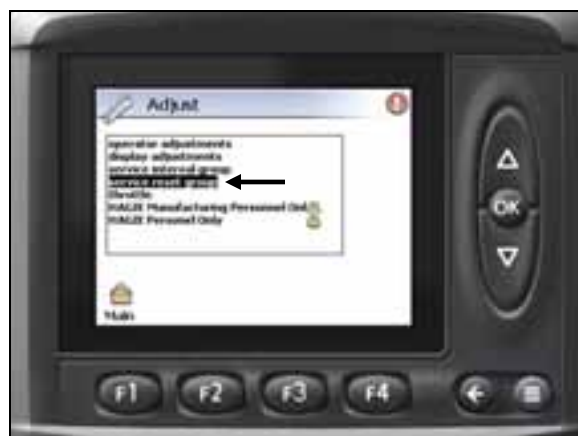 Adjust
operator adjustments
display adjustments
service interval group
service reset group
throttle
HAGIE Manufacturing Personnel Onl
HAGIE Personnel Only
Main
OK
F1 F2 F3 F4